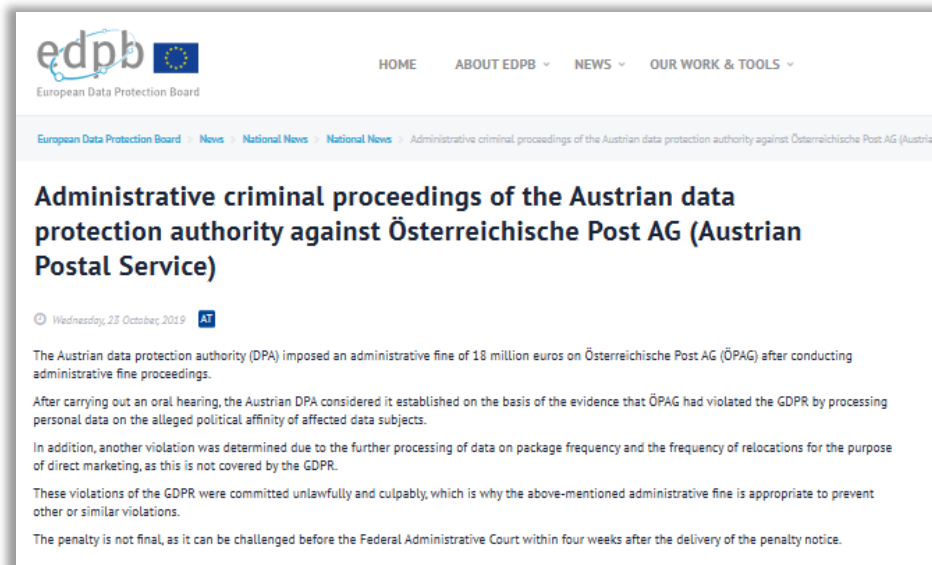 edpb
European Data Protection Board
HOME ABOUT EDPB NEWS OUR WORK & TOOLS
European Data Protection Board > News > National News > National News > Administrative criminal proceedings of the Austrian data protection authority against Österreichische Post AG (Austria
Administrative criminal proceedings of the Austrian data
protection authority against Österreichische Post AG (Austrian
Postal Service)
Wednesday, 23 October, 2019 AT
The Austrian data protection authority (DPA) imposed an administrative fine of 18 million euros on Österreichische Post AG (ÖPAG) after conducting
administrative fine proceedings.
After carrying out an oral hearing, the Austrian DPA considered it established on the basis of the evidence that ÖPAG had violated the GDPR by processing
personal data on the alleged political affinity of affected data subjects.
In addition, another violation was determined due to the further processing of data on package frequency and the frequency of relocations for the purpose
of direct marketing, as this is not covered by the GDPR.
These violations of the GDPR were committed unlawfully and culpably, which is why the above-mentioned administrative fine is appropriate to prevent
other or similar violations.
The penalty is not final, as it can be challenged before the Federal Administrative Court within four weeks after the delivery of the penalty notice.